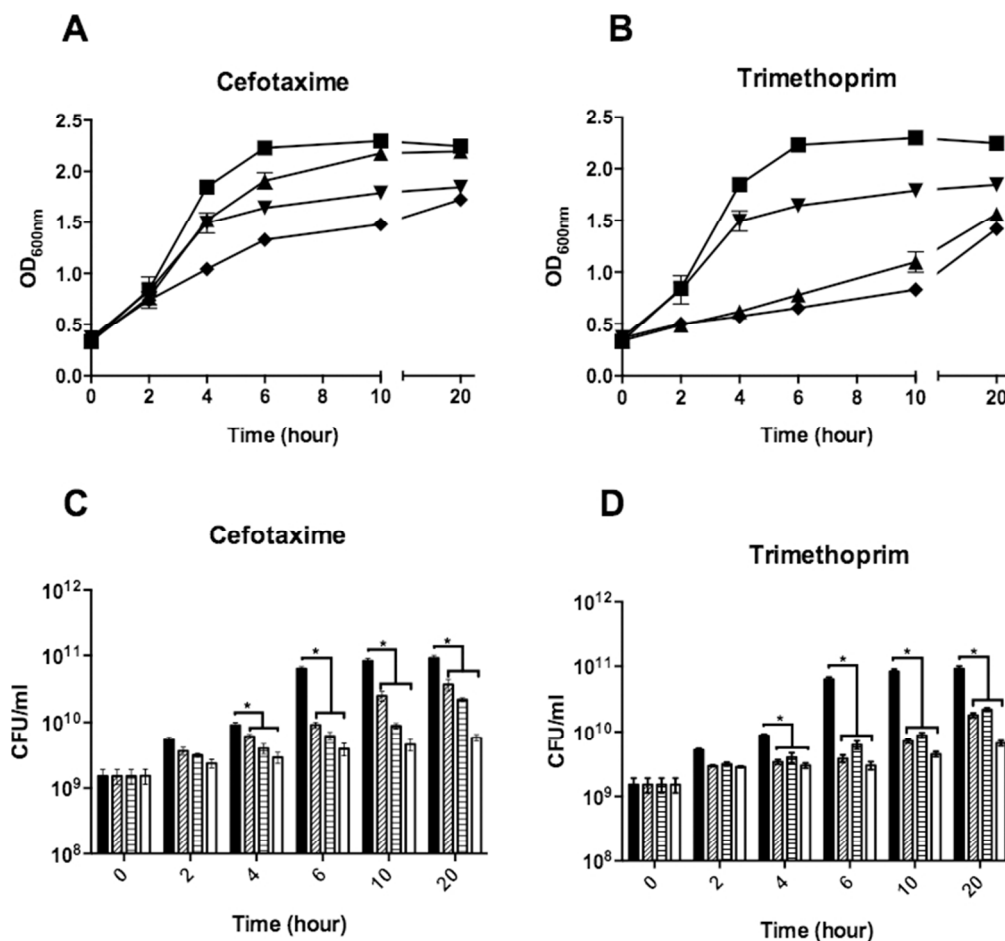 A
Cefotaxime
2.5
2.0
1.5
1.0
0.5
0.0
OD600nm
0 2 4 6 10 20
Time (hour)
B
Trimethoprim
2.5
2.0
1.5
1.0
0.5
0.0
OD600nm
0 2 4 6 8 10 20
Time (hour)
C
Cefotaxime
10^12
10^11
10^10
10^9
10^8
CFU/ml
* * * *
0 2 4 6 10 20
Time (hour)
D
Trimethoprim
10^12
10^11
10^10
10^9
10^8
CFU/ml
* * * *
0 2 4 6 10 20
Time (hour)